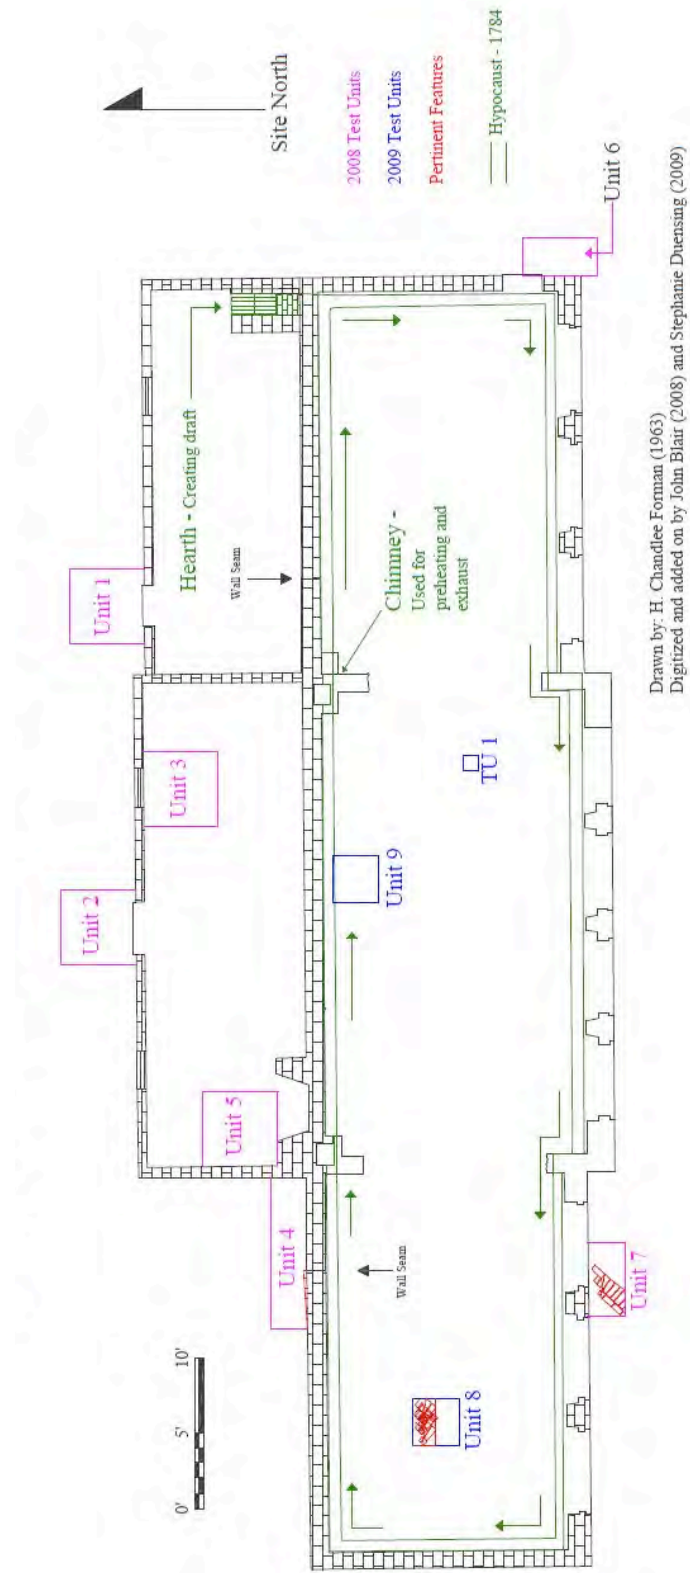 Site North
2008 Test Units
2009 Test Units
Pertinent Features
Hypocaust - 1784
Unit 6
Hearth - Creating draft
Wall Seam
Chimney -
Used for
preheating and
exhaust
Unit 1
Unit 3
Unit 2
TU 1
Unit 9
Unit 5
Unit 4
Wall Seam
Unit 7
Unit 8
0'
5'
10'
Drawn by: H. Chandlee Forman (1963)
Digitized and added on by John Blair (2008) and Stephanie Duensing (2009)